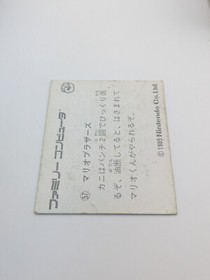 ファミリー コンピュータ
㊲ マリオブラザーズ
カニはパンチ2回でひっくり返
るぞ、油断してると、はさまれて
マリオくんがやられるぞ。
© 1983 Nintendo Co., Ltd.